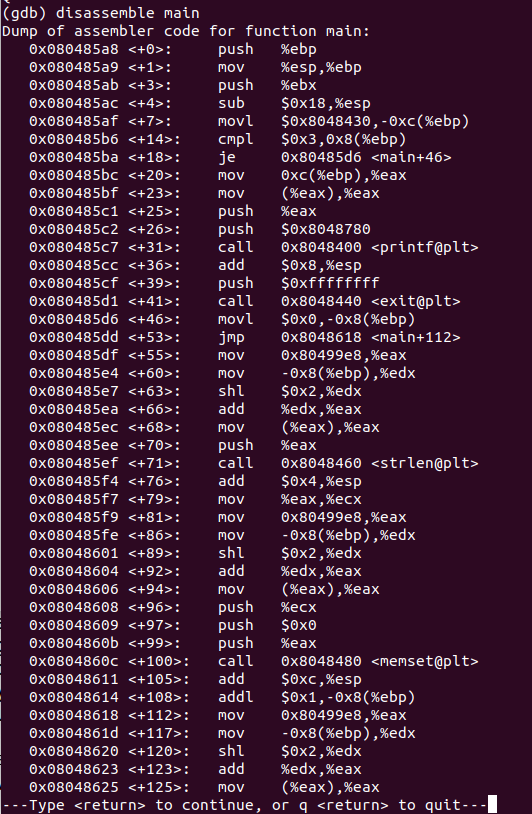 (gdb) disassemble main
Dump of assembler code for function main:
   0x080485a8 <+0>:     push   %ebp
   0x080485a9 <+1>:     mov    %esp,%ebp
   0x080485ab <+3>:     push   %ebx
   0x080485ac <+4>:     sub    $0x18,%esp
   0x080485af <+7>:     movl   $0x8048430,-0xc(%ebp)
   0x080485b6 <+14>:    cmpl   $0x3,0x8(%ebp)
   0x080485ba <+18>:    je     0x80485d6 <main+46>
   0x080485bc <+20>:    mov    0xc(%ebp),%eax
   0x080485bf <+23>:    mov    (%eax),%eax
   0x080485c1 <+25>:    push   %eax
   0x080485c2 <+26>:    push   $0x8048780
   0x080485c7 <+31>:    call   0x8048400 <printf@plt>
   0x080485cc <+36>:    add    $0x8,%esp
   0x080485cf <+39>:    push   $0xffffffff
   0x080485d1 <+41>:    call   0x8048440 <exit@plt>
   0x080485d6 <+46>:    movl   $0x0,-0x8(%ebp)
   0x080485dd <+53>:    jmp    0x8048618 <main+112>
   0x080485df <+55>:    mov    0x80499e8,%eax
   0x080485e4 <+60>:    mov    -0x8(%ebp),%edx
   0x080485e7 <+63>:    shl    $0x2,%edx
   0x080485ea <+66>:    add    %edx,%eax
   0x080485ec <+68>:    mov    (%eax),%eax
   0x080485ee <+70>:    push   %eax
   0x080485ef <+71>:    call   0x8048460 <strlen@plt>
   0x080485f4 <+76>:    add    $0x4,%esp
   0x080485f7 <+79>:    mov    %eax,%ecx
   0x080485f9 <+81>:    mov    0x80499e8,%eax
   0x080485fe <+86>:    mov    -0x8(%ebp),%edx
   0x08048601 <+89>:    shl    $0x2,%edx
   0x08048604 <+92>:    add    %edx,%eax
   0x08048606 <+94>:    mov    (%eax),%eax
   0x08048608 <+96>:    push   %ecx
   0x08048609 <+97>:    push   $0x0
   0x0804860b <+99>:    push   %eax
   0x0804860c <+100>:   call   0x8048480 <memset@plt>
   0x08048611 <+105>:   add    $0xc,%esp
   0x08048614 <+108>:   addl   $0x1,-0x8(%ebp)
   0x08048618 <+112>:   mov    0x80499e8,%eax
   0x0804861d <+117>:   mov    -0x8(%ebp),%edx
   0x08048620 <+120>:   shl    $0x2,%edx
   0x08048623 <+123>:   add    %edx,%eax
   0x08048625 <+125>:   mov    (%eax),%eax
---Type <return> to continue, or q <return> to quit---